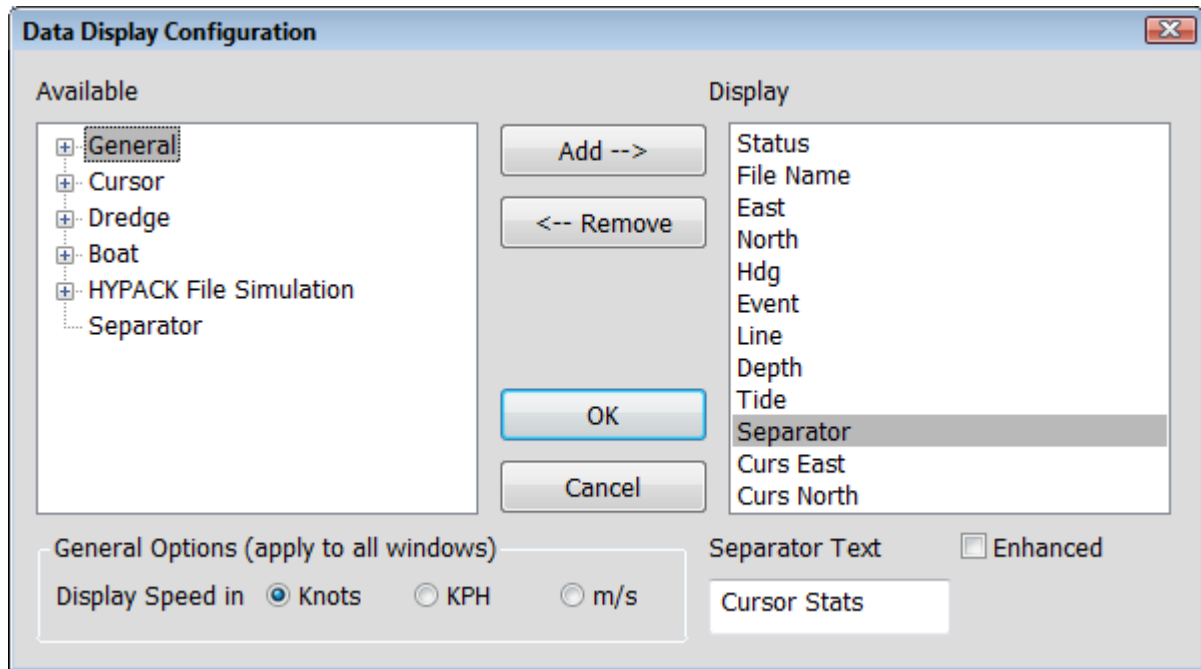 Data Display Configuration
Available
Display
General
Cursor
Dredge
Boat
HYPACK File Simulation
Separator
Add -->
<-- Remove
OK
Cancel
Status
File Name
East
North
Hdg
Event
Line
Depth
Tide
Separator
Curs East
Curs North
General Options (apply to all windows)
Display Speed in Knots KPH m/s
Separator Text Enhanced
Cursor Stats